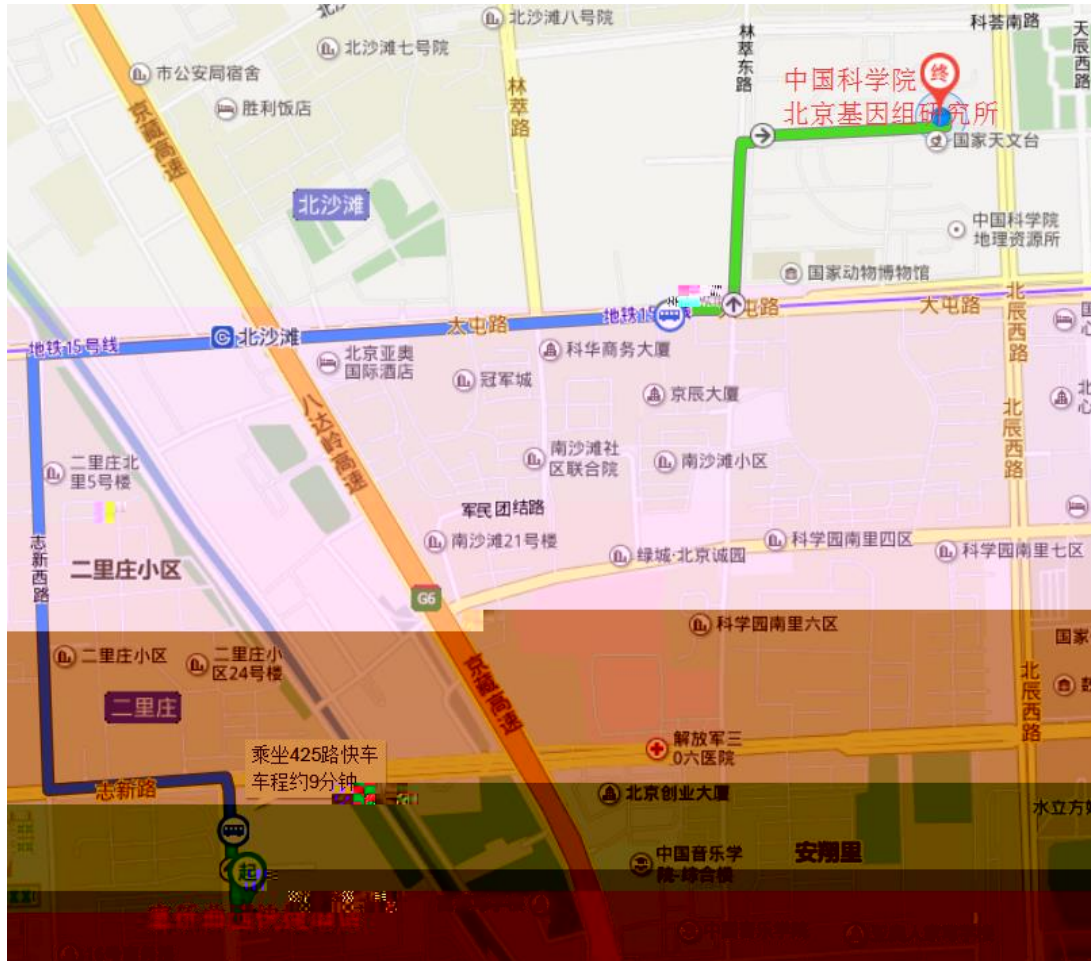 北沙滩八号院
科荟南路
天辰西路
北沙滩七号院
林萃东路
市公安局宿舍
中国科学院
终
北京基因组研究所
林萃路
胜利饭店
京藏高速
国家天文台
北沙滩
中国科学院
地理资源所
国家动物博物馆
大屯路
北辰西路
地铁15号线
北沙滩
大屯路
地铁15
北京亚奥
国际酒店
科华商务大厦
冠军城
京辰大厦
八达岭高速
北辰西路
二里庄北
里5号楼
南沙滩社
区联合院
南沙滩小区
军民团结路
志新西路
南沙滩21号楼
科学园南里四区
绿城·北京诚园
科学园南里七区
二里庄小区
G6
科学园南里六区
国家
二里庄小区
二里庄小
区24号楼
京藏高速
北辰西路
二里庄
乘坐425路快车
车程约9分钟
解放军三
0六医院
志新路
北京创业大厦
水立方
中国音乐学
院-综合楼
安翔里
起